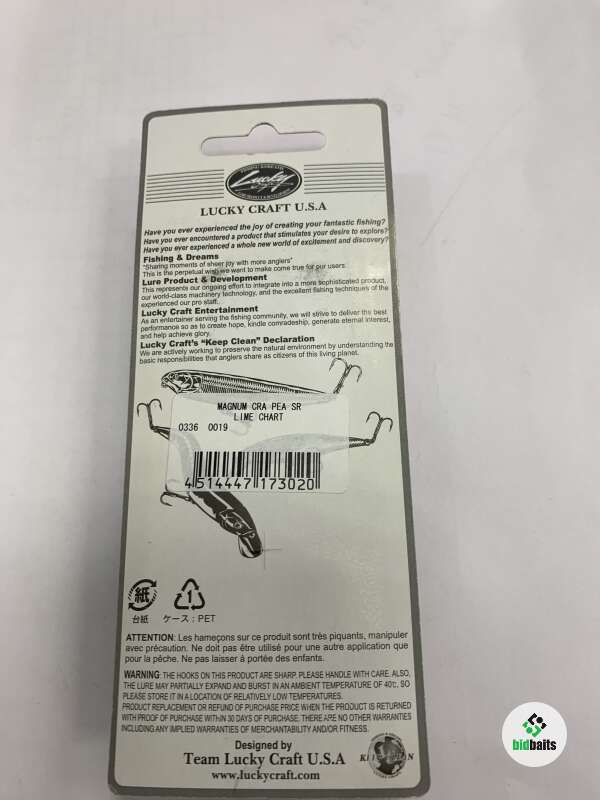 Lucky
LUCKY CRAFT U.S.A
Have you ever experienced the joy of creating your fantastic fishing?
Have you ever encountered a product that stimulates your desire to explore?
Have you ever experienced a whole new world of excitement and discovery?
Fishing & Dreams
"Sharing moments of sheer joy with more anglers"
This is the perpetual wish we want to make come true for our users.
Lure Product & Development
This represents our ongoing effort to integrate into a more sophisticated product,
our world-class machinery technology, and the excellent fishing techniques of the
experienced our pro staff.
Lucky Craft Entertainment
As an entertainer serving the fishing community, we will strive to deliver the best
performance so as to create hope, kindle comradeship, generate eternal interest,
and help achieve glory.
Lucky Craft's "Keep Clean" Declaration
We are actively working to preserve the natural environment by understanding the
basic responsibilities that anglers share as citizens of this living planet.
MAGNUM CRA PEA SR
LIME CHART
0336 0019
4 514447 173020
紙
1
台紙
ケース : PET
ATTENTION: Les hameçons sur ce produit sont très piquants, manipuler
avec précaution. Ne doit pas être utilisé pour une autre application que
pour la pêche. Ne pas laisser à portée des enfants.
WARNING: THE HOOKS ON THIS PRODUCT ARE SHARP. PLEASE HANDLE WITH CARE. ALSO,
THE LURE MAY PARTIALLY EXPAND AND BURST IN AN AMBIENT TEMPERATURE OF 40℃, SO
PLEASE STORE IT IN A LOCATION OF RELATIVELY LOW TEMPERATURES.
PRODUCT REPLACEMENT OR REFUND OF PURCHASE PRICE WHEN THE PRODUCT IS RETURNED
WITH PROOF OF PURCHASE WITHIN 30 DAYS OF PURCHASE. THERE ARE NO OTHER WARRANTIES
INCLUDING ANY IMPLIED WARRANTIES OF MERCHANTABILITY AND/OR FITNESS.
Designed by
Team Lucky Craft U.S.A
www.luckycraft.com
bidbaits